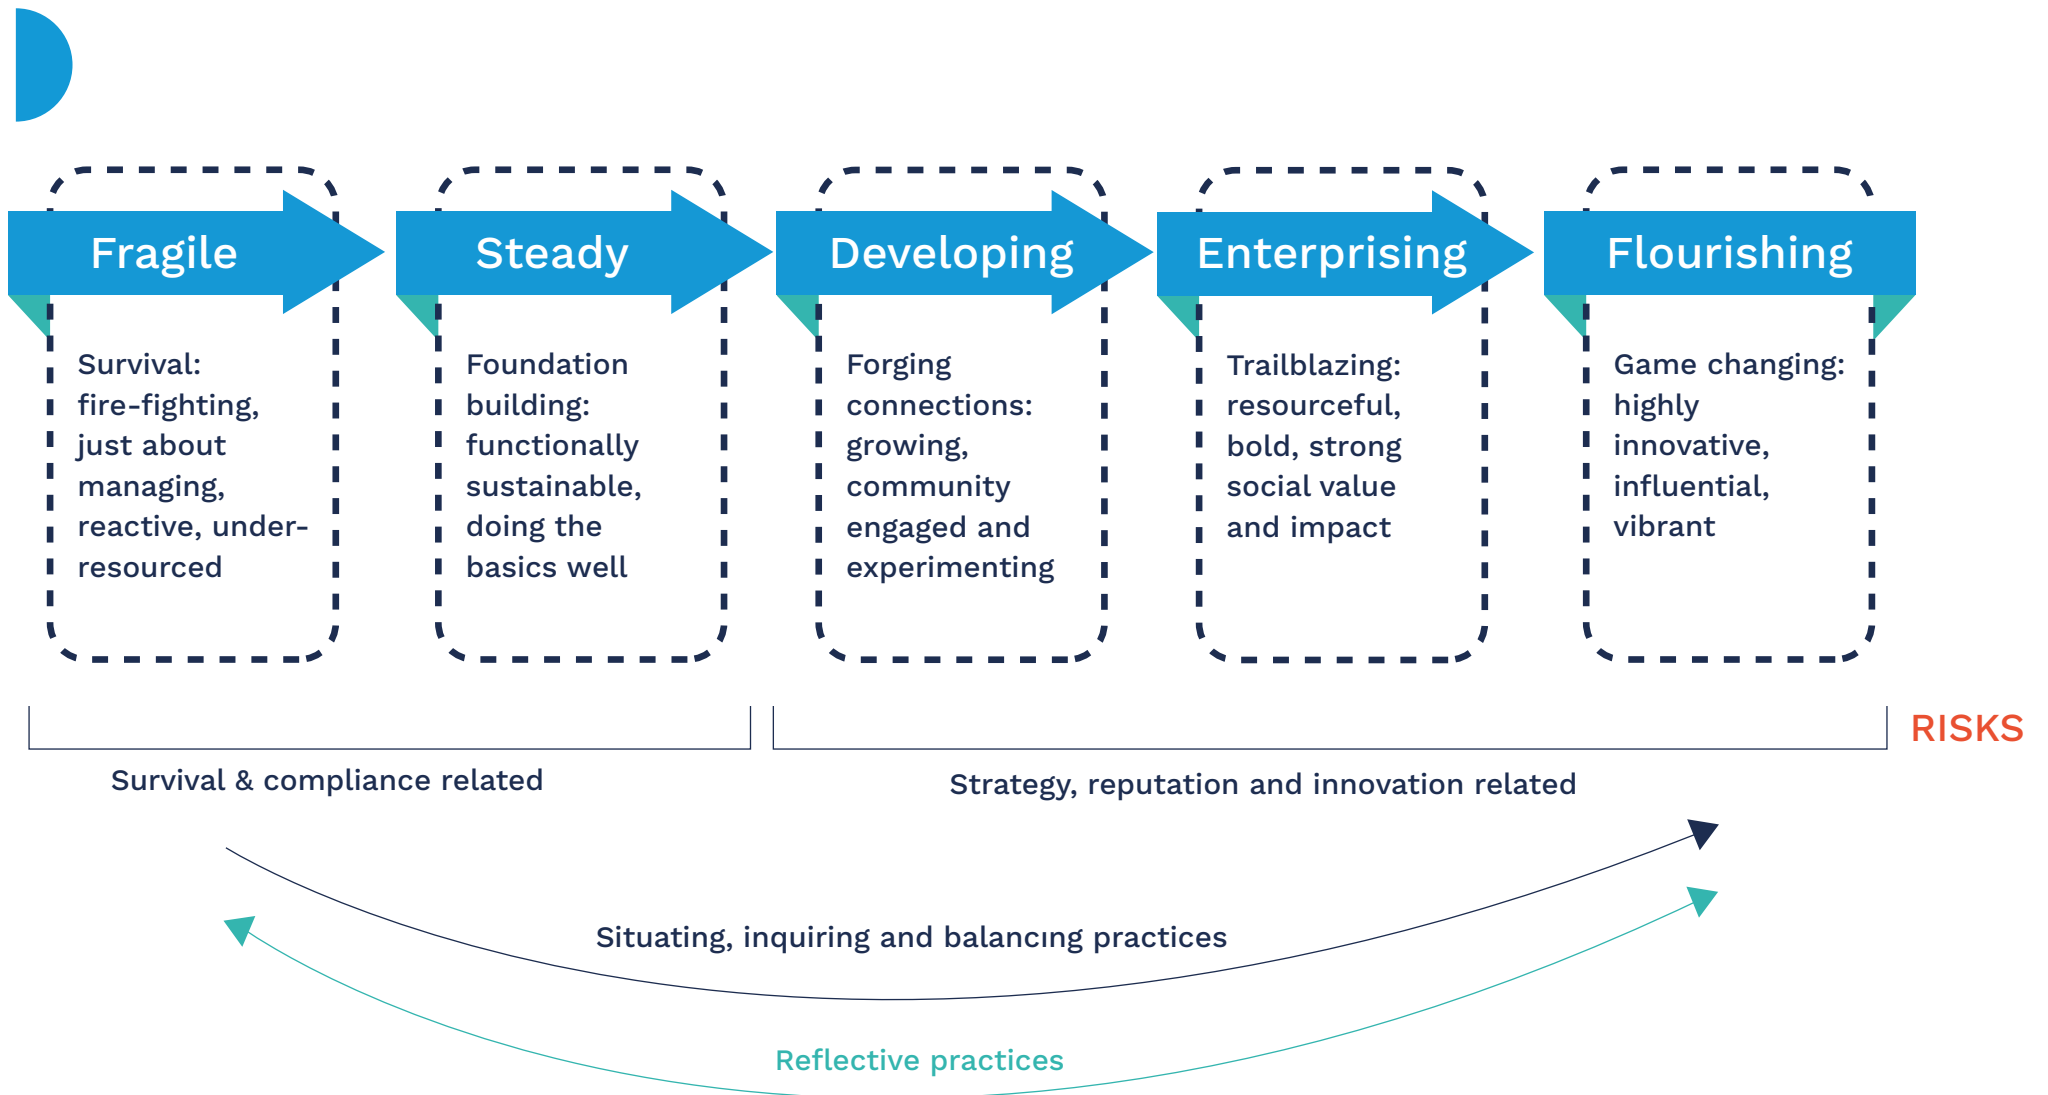 Fragile
Survival:
fire-fighting,
just about
managing,
reactive, under-
resourced
Steady
Foundation
building:
functionally
sustainable,
doing the
basics well
Developing
Forging
connections:
growing,
community
engaged and
experimenting
Enterprising
Trailblazing:
resourceful,
bold, strong
social value
and impact
Flourishing
Game changing:
highly
innovative,
influential,
vibrant
RISKS
Survival & compliance related
Strategy, reputation and innovation related
Situating, inquiring and balancing practices
Reflective practices